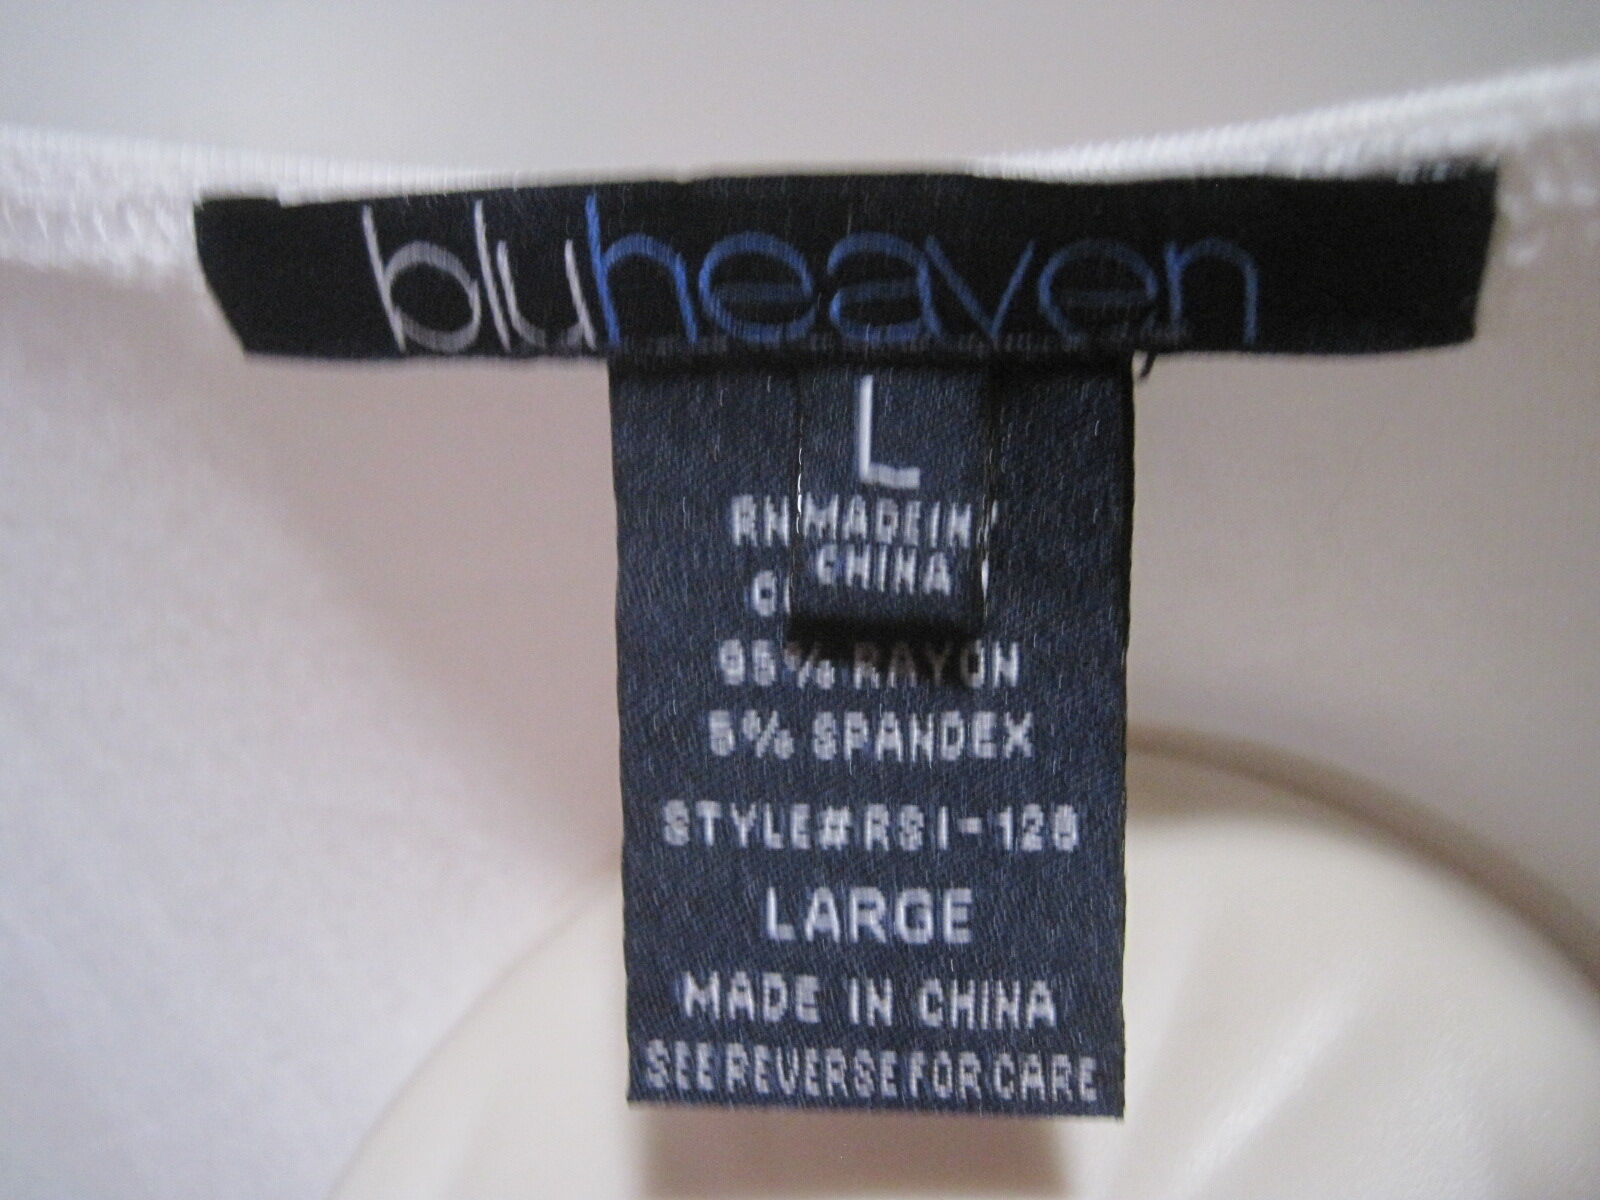 bluheaven
L
MADE IN
CHINA
RN
95% RAYON
5% SPANDEX
STYLE#RSI-128
LARGE
MADE IN CHINA
SEE REVERSE FOR CARE